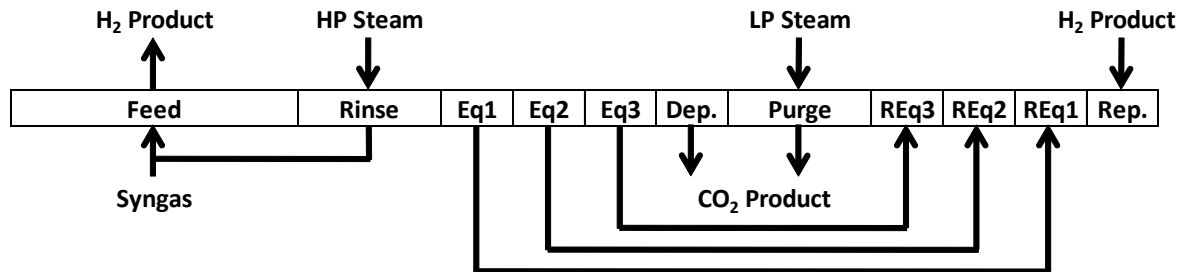 H₂ Product HP Steam LP Steam H₂ Product
Feed Rinse Eq1 Eq2 Eq3 Dep. Purge REq3 REq2 REq1 Rep.
Syngas CO₂ Product